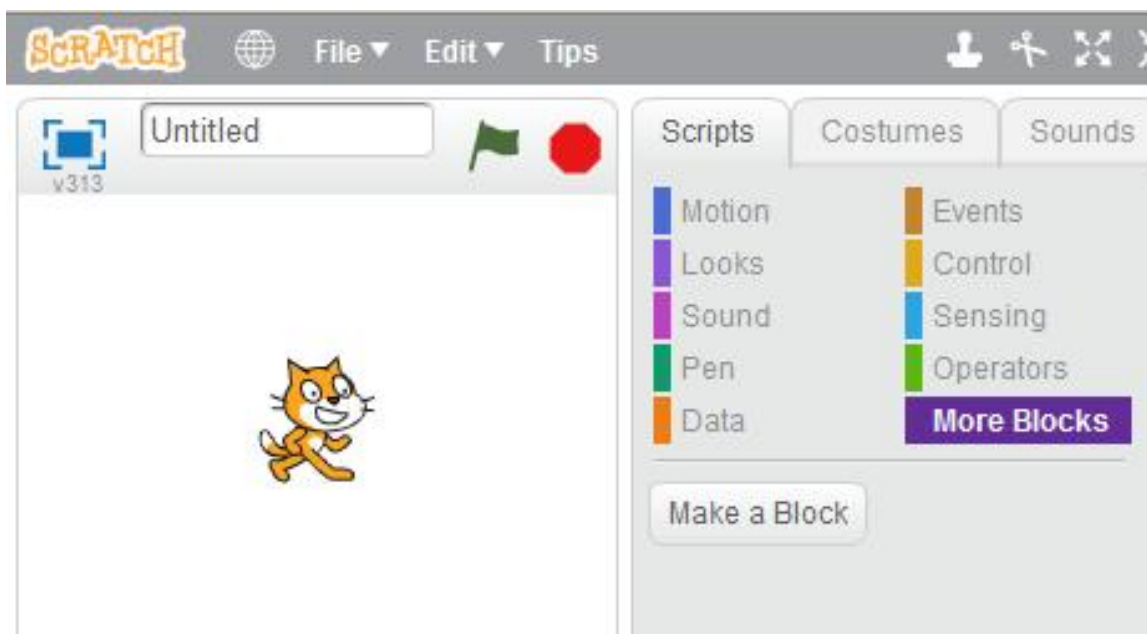 SCRATCH File Edit Tips
Untitled
v313
Scripts Costumes Sounds
Motion Events
Looks Control
Sound Sensing
Pen Operators
Data More Blocks
Make a Block